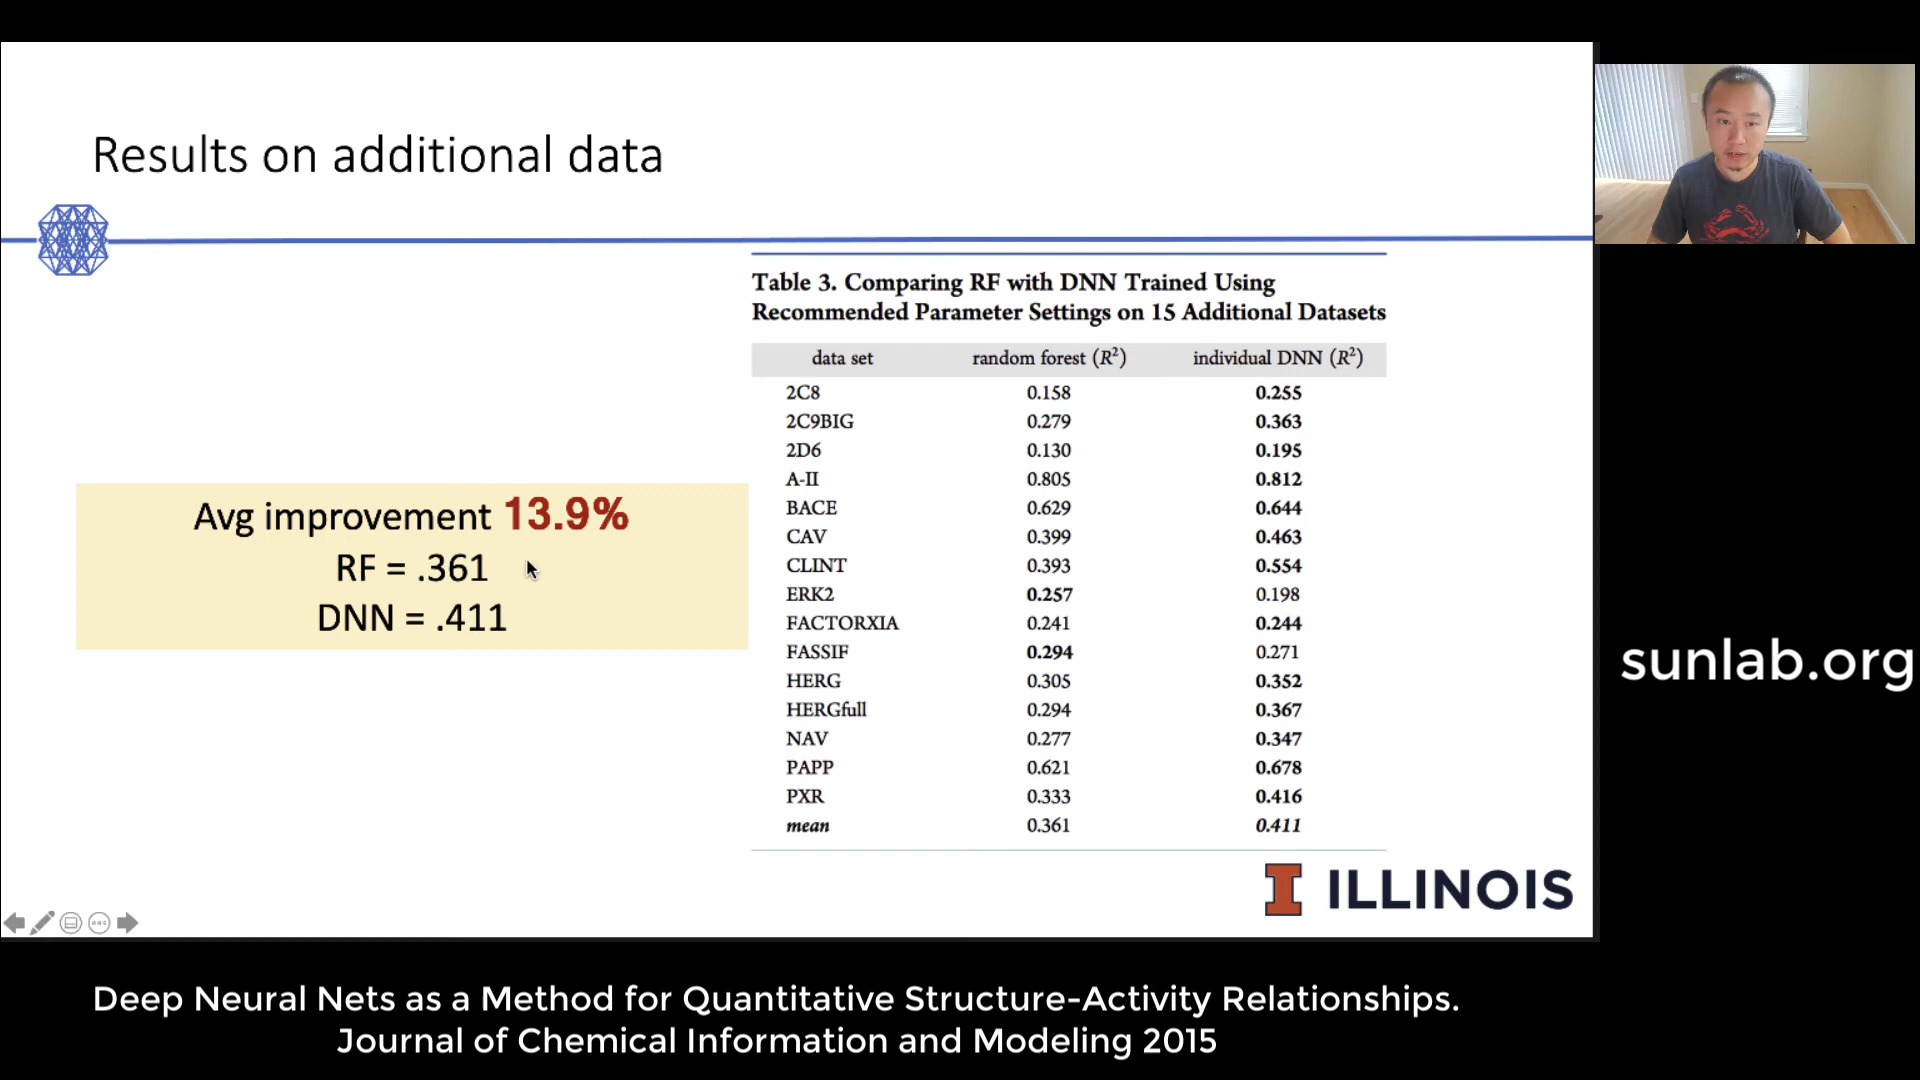 Results on additional data
Avg improvement 13.9%
RF = .361
DNN = .411
Table 3. Comparing RF with DNN Trained Using
Recommended Parameter Settings on 15 Additional Datasets
data set random forest (R²) individual DNN (R²)
2C8 0.158 0.255
2C9BIG 0.279 0.363
2D6 0.130 0.195
A-II 0.805 0.812
BACE 0.629 0.644
CAV 0.399 0.463
CLINT 0.393 0.554
ERK2 0.257 0.198
FACTORXIA 0.241 0.244
FASSIF 0.294 0.271
HERG 0.305 0.352
HERGfull 0.294 0.367
NAV 0.277 0.347
PAPP 0.621 0.678
PXR 0.333 0.416
mean 0.361 0.411
I ILLINOIS
sunlab.org
Deep Neural Nets as a Method for Quantitative Structure-Activity Relationships.
Journal of Chemical Information and Modeling 2015